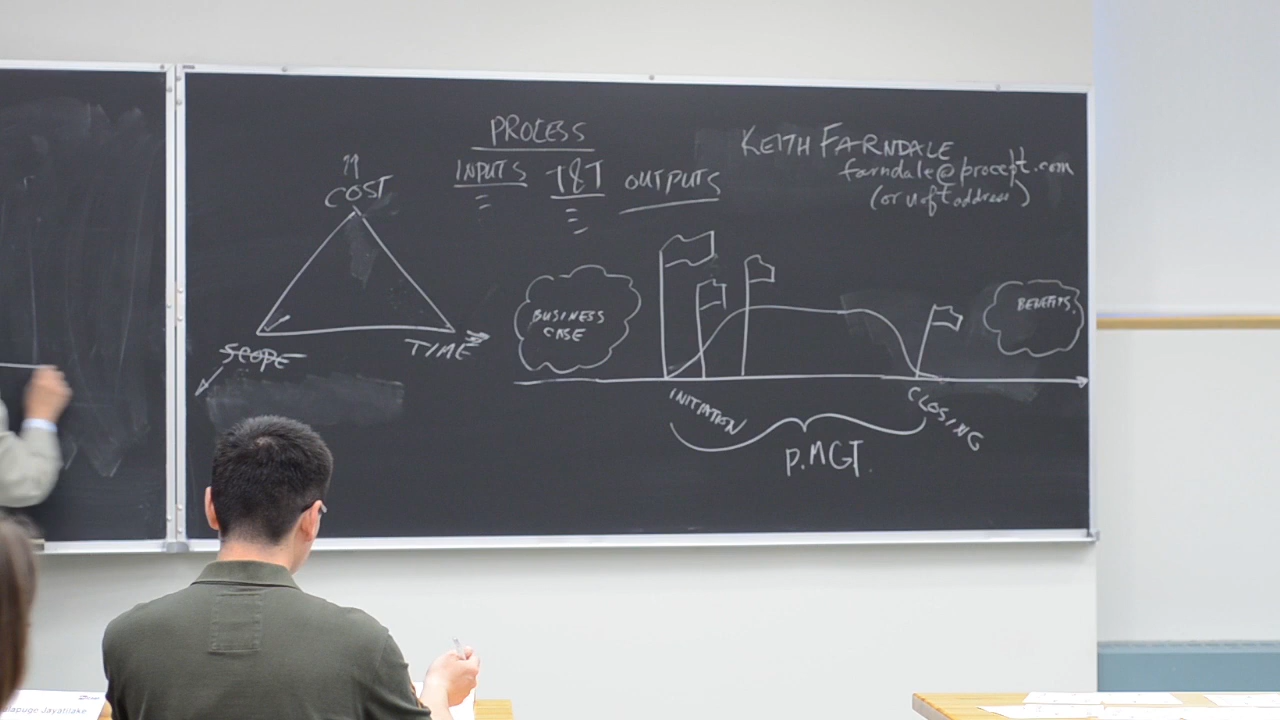 PROCESS
INPUTS T&T OUTPUTS
KEITH FARNDALE
farndale@procept.com
(or uoft address)
COST
SCOPE
TIME
BUSINESS
CASE
BENEFITS.
INITIATION
CLOSING
P.MGT.
Jayatilake